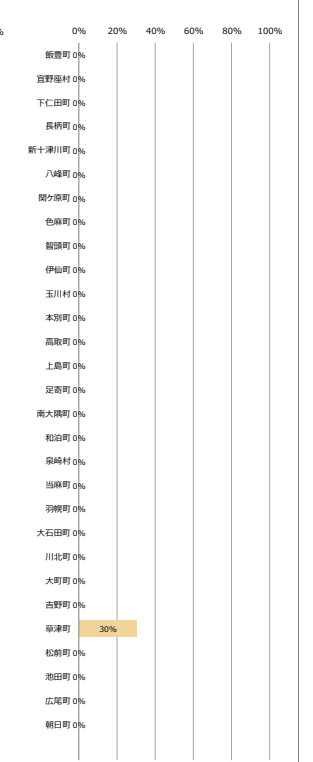 %
0% 20% 40% 60% 80% 100%
飯豊町 0%
宜野座村 0%
下仁田町 0%
長柄町 0%
新十津川町 0%
八峰町 0%
関ケ原町 0%
色麻町 0%
智頭町 0%
伊仙町 0%
玉川村 0%
本別町 0%
高取町 0%
上島町 0%
足寄町 0%
南大隅町 0%
和泊町 0%
泉崎村 0%
当麻町 0%
羽幌町 0%
大石田町 0%
川北町 0%
大町町 0%
吉野町 0%
草津町 30%
松前町 0%
池田町 0%
広尾町 0%
朝日町 0%